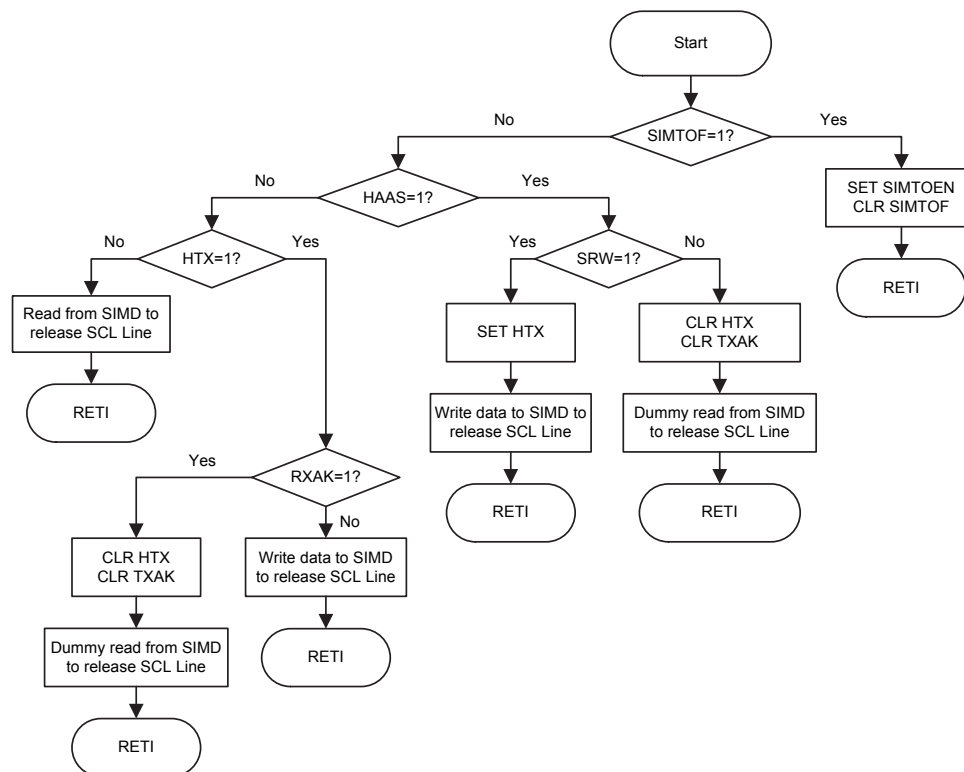 Start
No
Yes
SIMTOF=1?
No
Yes
HAAS=1?
SET SIMTOEN
CLR SIMTOF
No
Yes
HTX=1?
Yes
No
SRW=1?
RETI
Read from SIMD to
release SCL Line
SET HTX
CLR HTX
CLR TXAK
RETI
Write data to SIMD to
release SCL Line
Dummy read from SIMD
to release SCL Line
Yes
RXAK=1?
RETI
RETI
No
CLR HTX
CLR TXAK
Write data to SIMD
to release SCL Line
Dummy read from SIMD
to release SCL Line
RETI
RETI